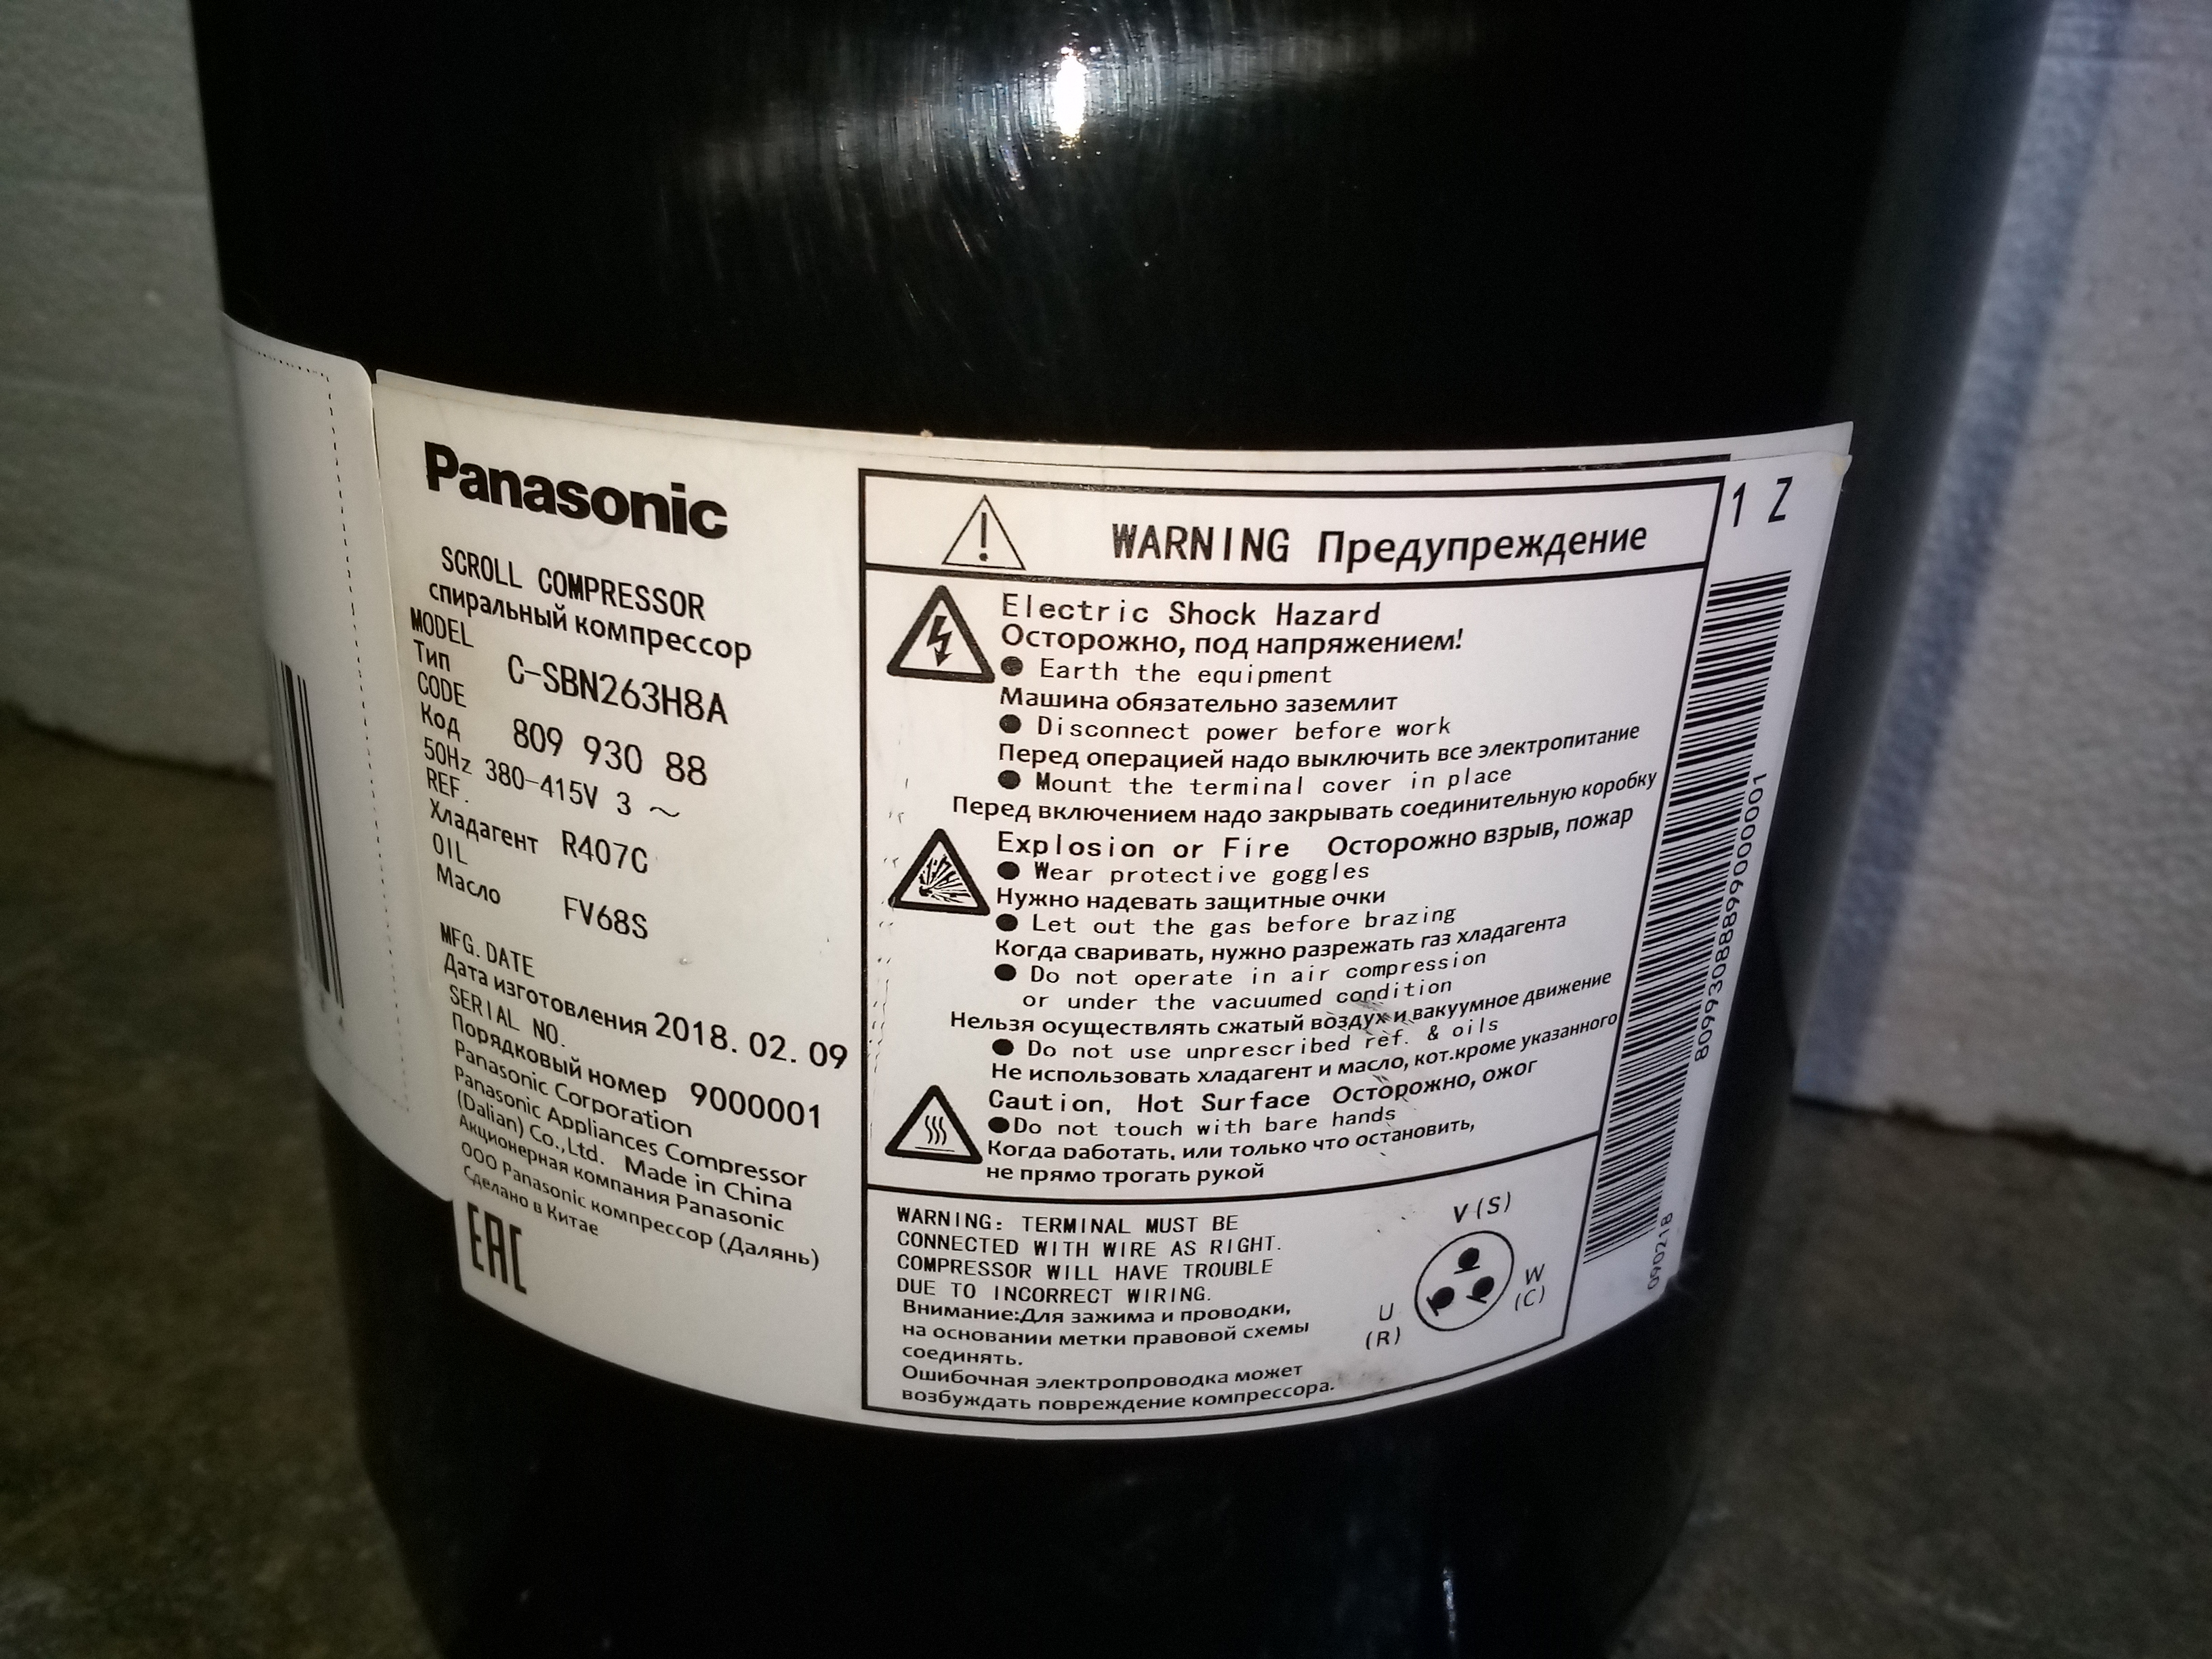 Panasonic
SCROLL COMPRESSOR
спиральный компрессор
MODEL
Тип C-SBN263H8A
CODE
Код 809 930 88
50Hz 380-415V 3 ~
REF.
Хладагент R407C
OIL
Масло FV68S
MFG. DATE
Дата изготовления 2018. 02. 09
SERIAL NO.
Порядковый номер 9000001
Panasonic Corporation
Panasonic Appliances Compressor
(Dalian) Co.,Ltd. Made in China
Акционерная компания Panasonic
ООО Panasonic компрессор (Далянь)
Сделано в Китае
EAC
WARNING Предупреждение
Electric Shock Hazard
Осторожно, под напряжением!
● Earth the equipment
Машина обязательно заземлит
● Disconnect power before work
Перед операцией надо выключить все электропитание
● Mount the terminal cover in place
Перед включением надо закрывать соединительную коробку
Explosion or Fire Осторожно взрыв, пожар
● Wear protective goggles
Нужно надевать защитные очки
● Let out the gas before brazing
Когда сваривать, нужно разрежать газ хладагента
● Do not operate in air compression
or under the vacuumed condition
Нельзя осуществлять сжатый воздух и вакуумное движение
● Do not use unprescribed ref. & oils
Не использовать хладагент и масло, кот.кроме указанного
Caution, Hot Surface Осторожно, ожог
● Do not touch with bare hands
Когда работать, или только что остановить,
не прямо трогать рукой
WARNING: TERMINAL MUST BE
CONNECTED WITH WIRE AS RIGHT.
COMPRESSOR WILL HAVE TROUBLE
DUE TO INCORRECT WIRING.
Внимание:Для зажима и проводки,
на основании метки правовой схемы
соединять.
Ошибочная электропроводка может
возбуждать повреждение компрессора.
V (S)
W
(C)
U
(R)
1 Z
80993088890000001
090218